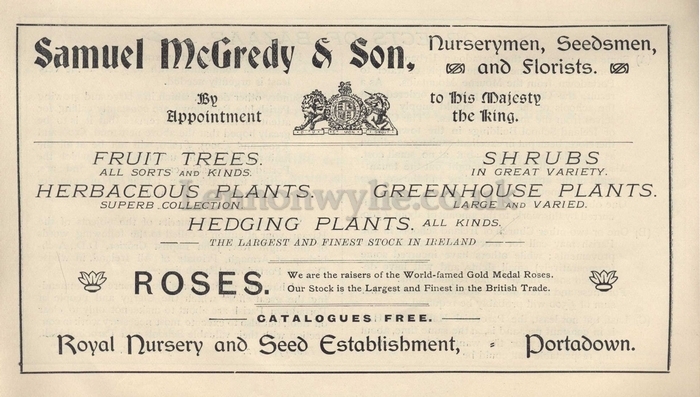 Samuel McGredy & Son,
Nurserymen, Seedsmen,
and Florists.
By
Appointment
to His Majesty
the King.
FRUIT TREES.
ALL SORTS AND KINDS.
SHRUBS
IN GREAT VARIETY.
HERBACEOUS PLANTS.
SUPERB COLLECTION
GREENHOUSE PLANTS.
LARGE AND VARIED.
Lennonwylie.co.uk
HEDGING PLANTS. ALL KINDS.
THE LARGEST AND FINEST STOCK IN IRELAND
ROSES.
We are the raisers of the World-famed Gold Medal Roses.
Our Stock is the Largest and Finest in the British Trade.
CATALOGUES FREE.
Royal Nursery and Seed Establishment, - Portadown.